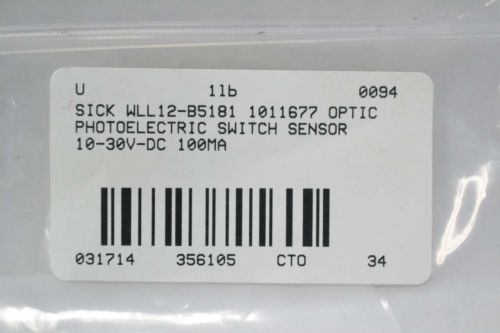 U 1lb 0094
SICK WLL12-B5181 1011677 OPTIC
PHOTOELECTRIC SWITCH SENSOR
10-30V-DC 100MA
031714 356105 CTO 34